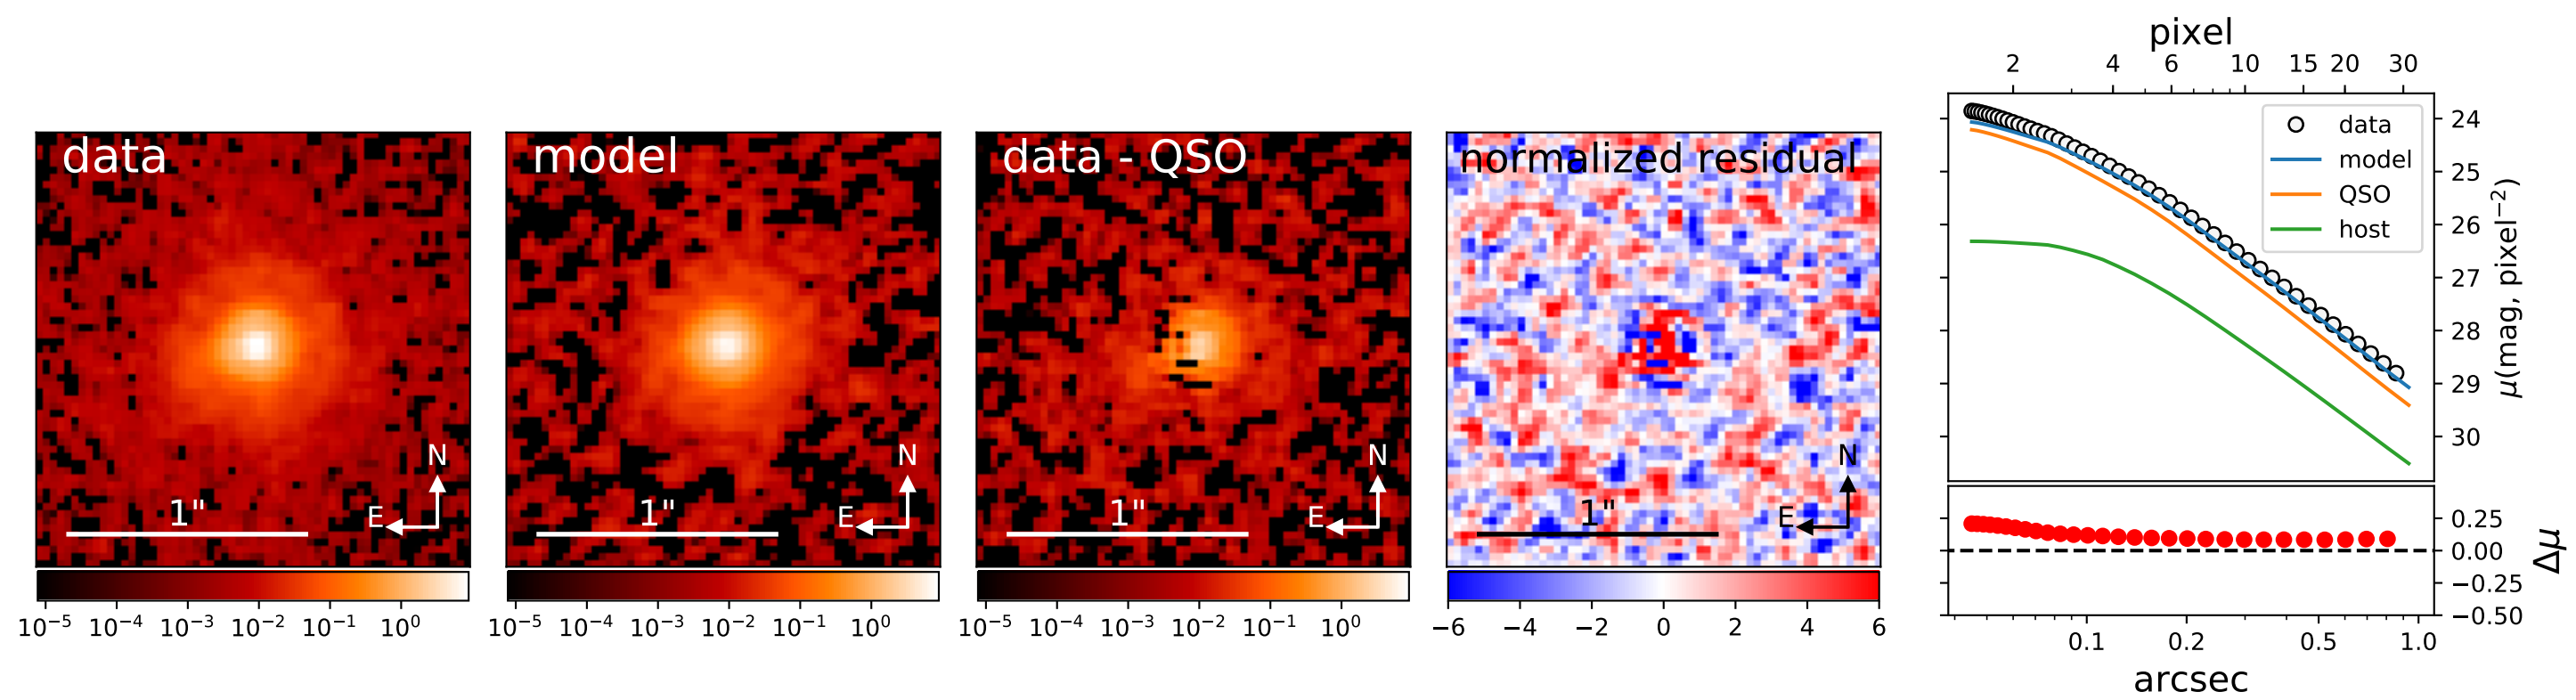 data
1"
N
E
10⁻⁵ 10⁻⁴ 10⁻³ 10⁻² 10⁻¹ 10⁰
model
1"
N
E
10⁻⁵ 10⁻⁴ 10⁻³ 10⁻² 10⁻¹ 10⁰
data - QSO
1"
N
E
10⁻⁵ 10⁻⁴ 10⁻³ 10⁻² 10⁻¹ 10⁰
normalized residual
1"
N
E
−6 −4 −2 0 2 4 6
pixel
2 4 6 10 15 20 30
data
model
QSO
host
24
25
26
27
28
29
30
μ(mag, pixel⁻²)
0.25
0.00
−0.25
−0.50
Δμ
0.1 0.2 0.5 1.0
arcsec